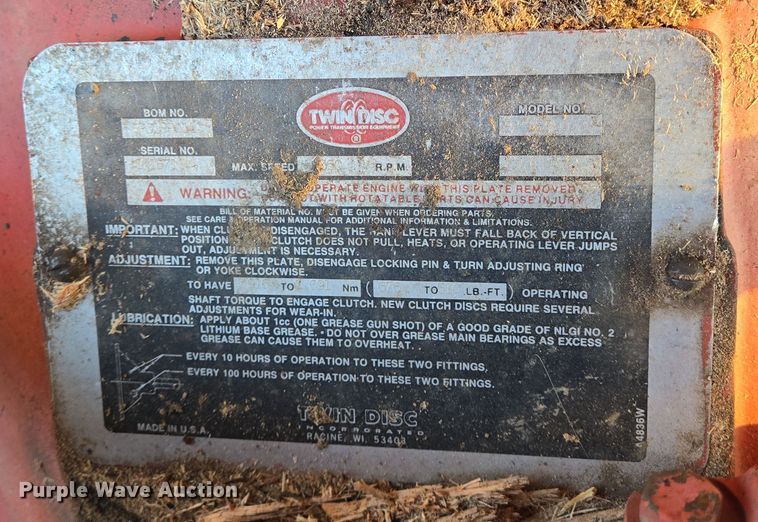 BOM NO.
TWIN DISC
POWER TRANSMISSION EQUIPMENT
MODEL NO.
SERIAL NO.
MAX. SPEED R.P.M.
WARNING: OPERATE ENGINE WITH THIS PLATE REMOVED.
WITH ROTATABLE PARTS CAN CAUSE INJURY
BILL OF MATERIAL NO. MUST BE GIVEN WHEN ORDERING PARTS.
SEE CARE & OPERATION MANUAL FOR ADDITIONAL INFORMATION & LIMITATIONS.
IMPORTANT: WHEN CLUTCH IS DISENGAGED, THE HAND LEVER MUST FALL BACK OF VERTICAL
POSITION. IF CLUTCH DOES NOT PULL, HEATS, OR OPERATING LEVER JUMPS
OUT, ADJUSTMENT IS NECESSARY.
ADJUSTMENT: REMOVE THIS PLATE, DISENGAGE LOCKING PIN & TURN ADJUSTING RING
OR YOKE CLOCKWISE.
TO HAVE TO Nm ( TO LB.-FT.) OPERATING
SHAFT TORQUE TO ENGAGE CLUTCH. NEW CLUTCH DISCS REQUIRE SEVERAL
ADJUSTMENTS FOR WEAR-IN.
LUBRICATION: APPLY ABOUT 1cc (ONE GREASE GUN SHOT) OF A GOOD GRADE OF NLGI NO. 2
LITHIUM BASE GREASE. • DO NOT OVER GREASE MAIN BEARINGS AS EXCESS
GREASE CAN CAUSE THEM TO OVERHEAT.
EVERY 10 HOURS OF OPERATION TO THESE TWO FITTINGS.
EVERY 100 HOURS OF OPERATION TO THESE TWO FITTINGS.
TWIN DISC
INCORPORATED
RACINE, WI. 53403
MADE IN U.S.A.
A4836W
Purple Wave Auction